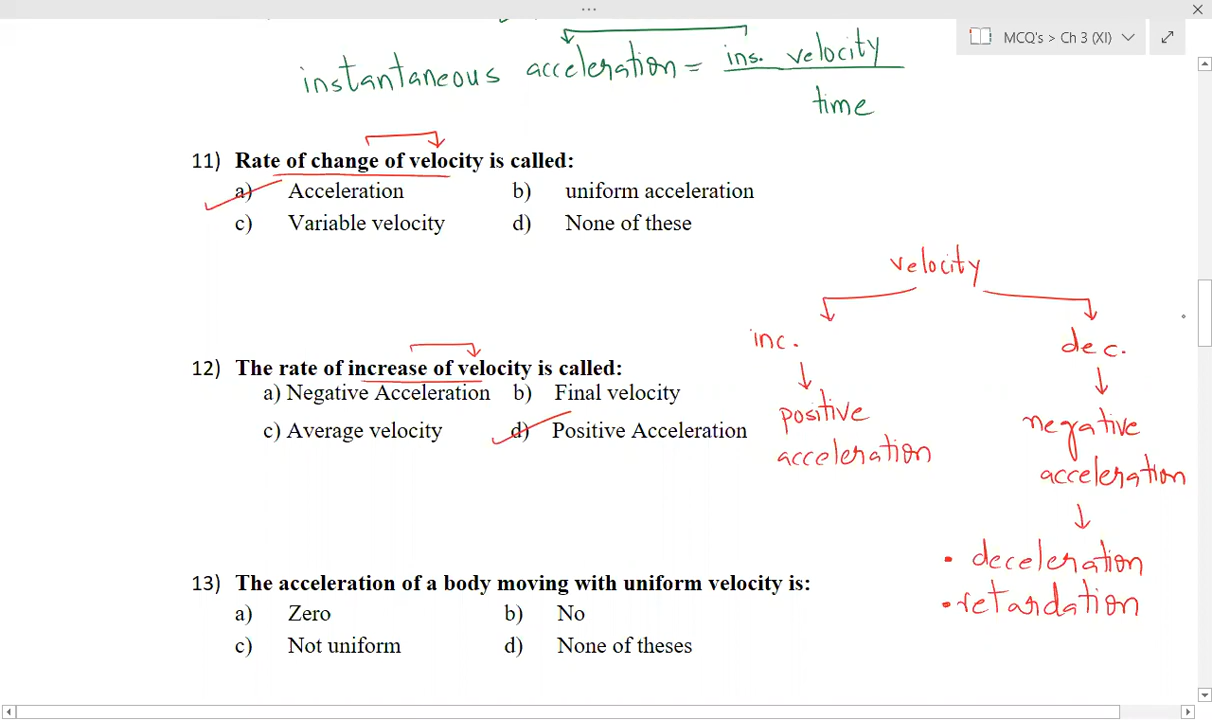 MCQ's > Ch 3 (XI)
instantaneous acceleration = ins. velocity
time
11) Rate of change of velocity is called:
a) Acceleration b) uniform acceleration
c) Variable velocity d) None of these
velocity
inc. dec.
12) The rate of increase of velocity is called:
a) Negative Acceleration b) Final velocity
c) Average velocity d) Positive Acceleration
positive
acceleration
negative
acceleration
• deceleration
• retardation
13) The acceleration of a body moving with uniform velocity is:
a) Zero b) No
c) Not uniform d) None of theses